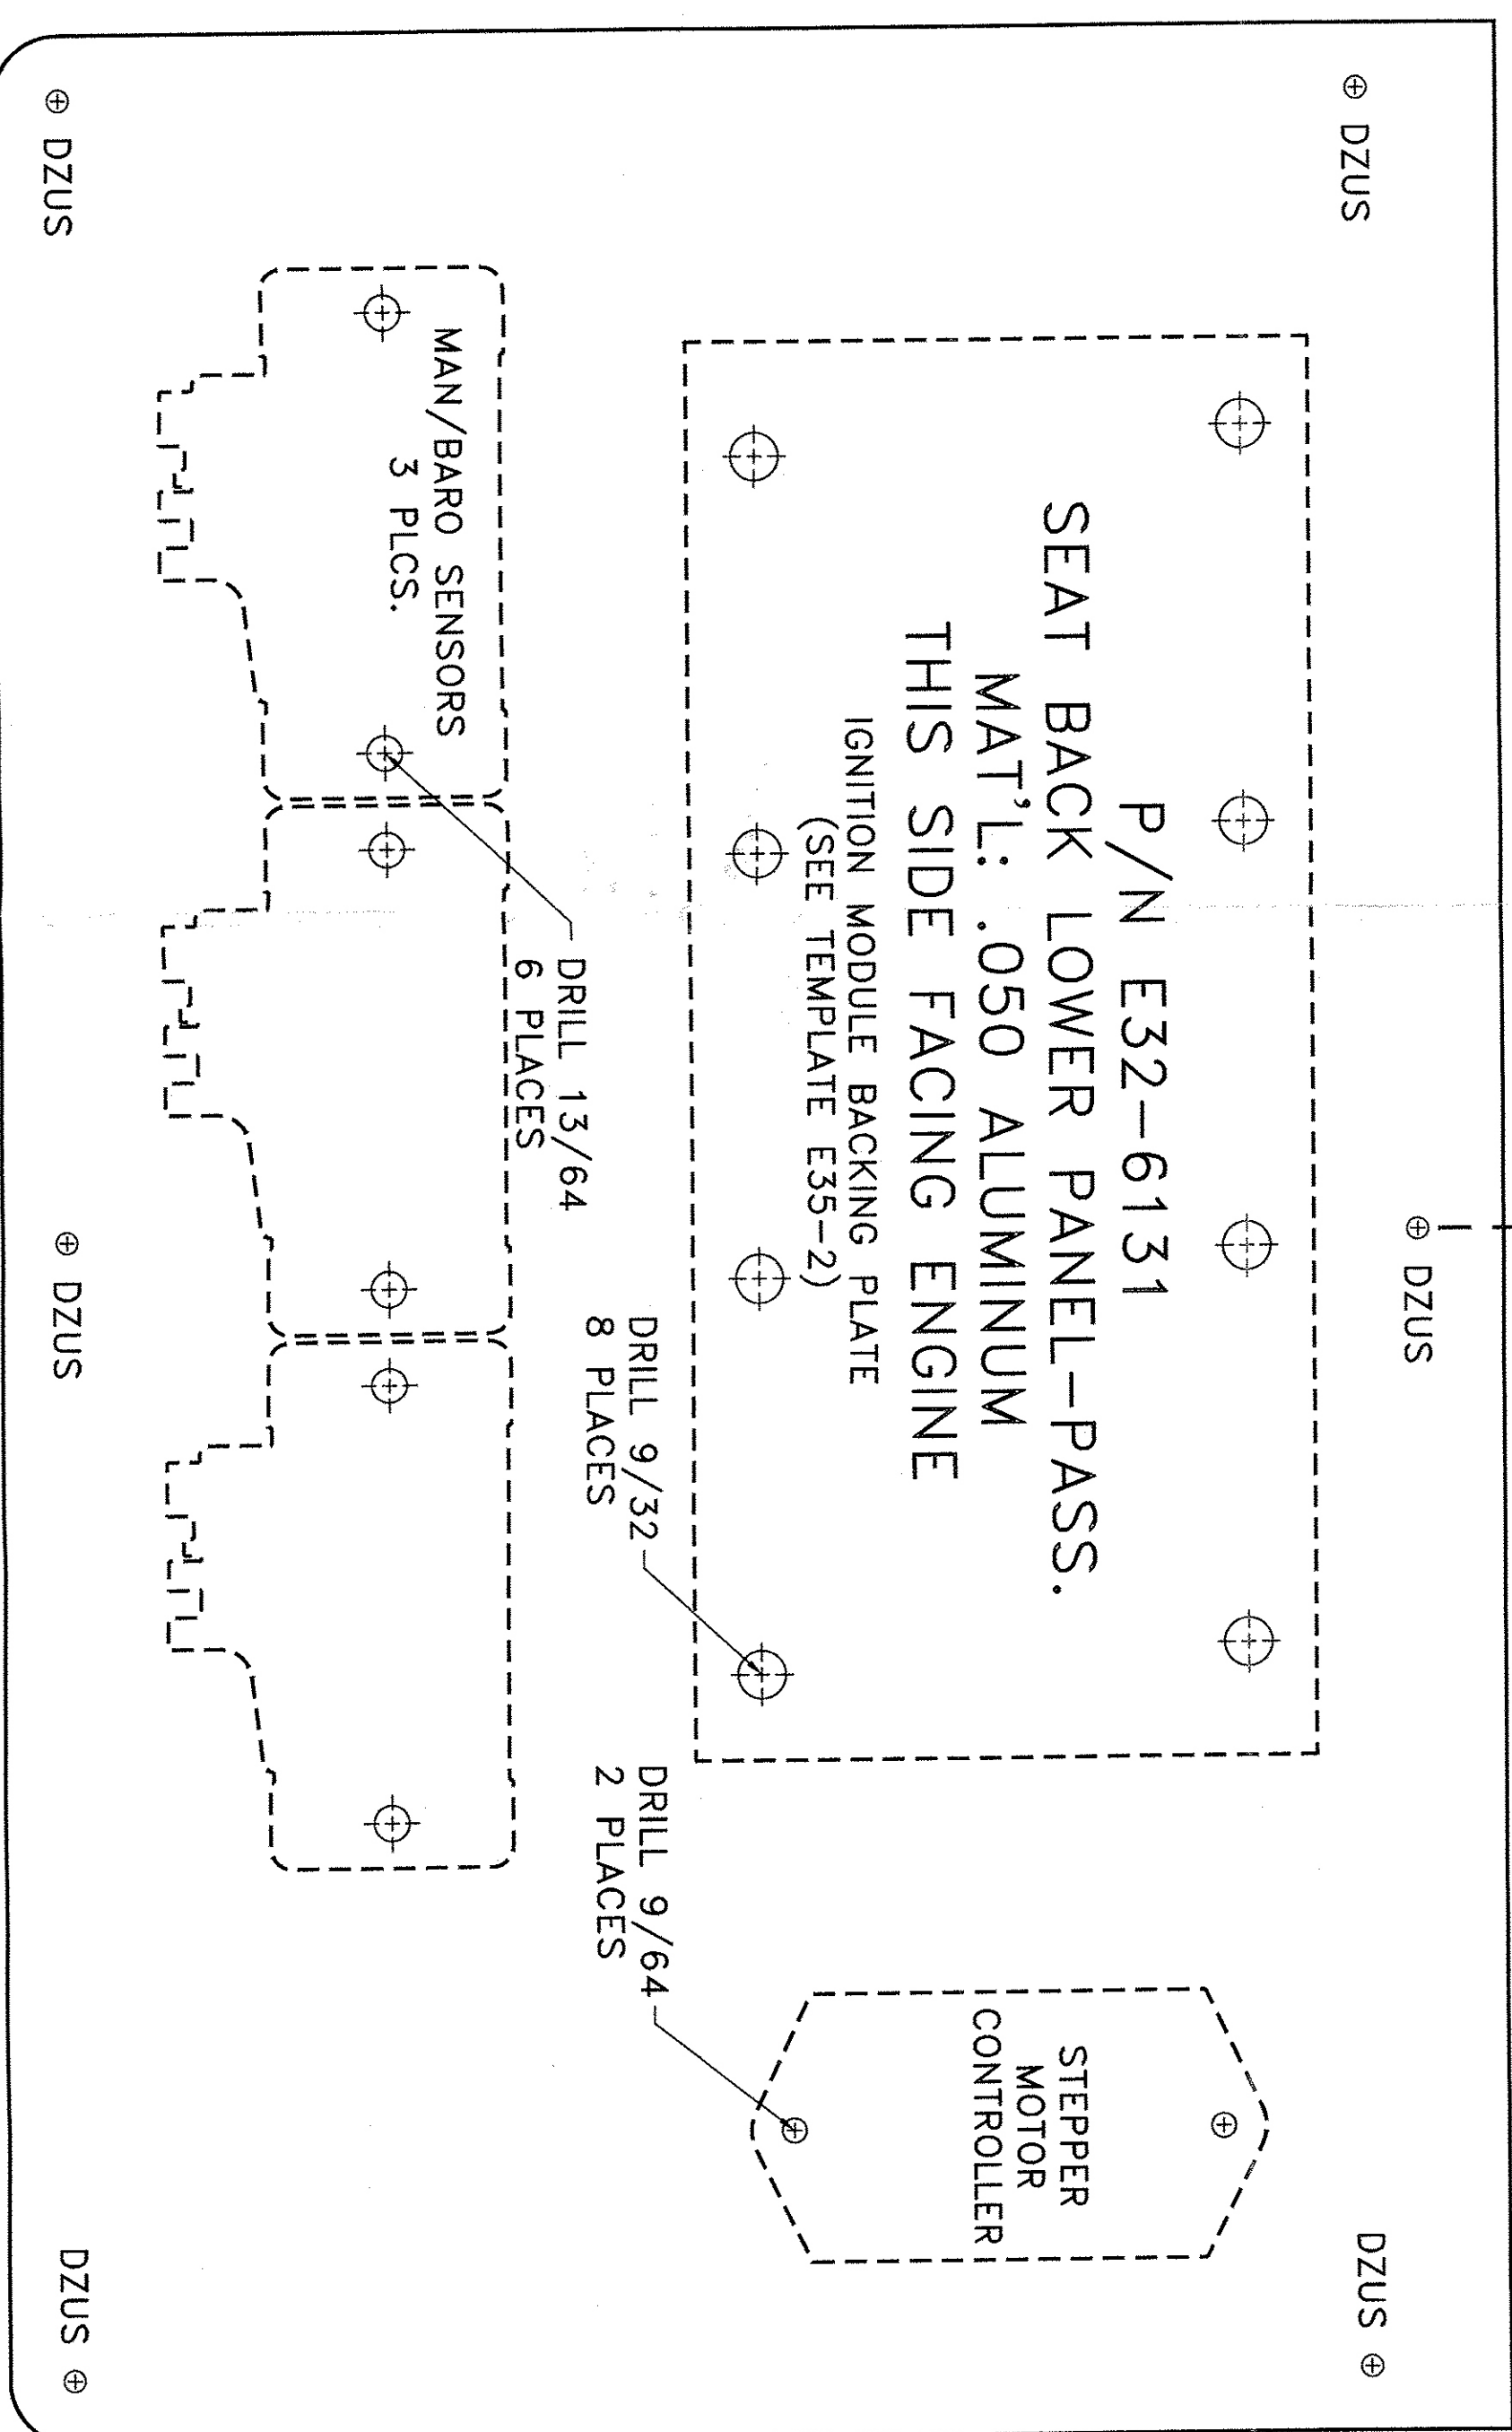 DZUS
DZUS
DZUS
P/N E32-6131
SEAT BACK LOWER PANEL-PASS.
MAT'L: .050 ALUMINUM
THIS SIDE FACING ENGINE
IGNITION MODULE BACKING PLATE
(SEE TEMPLATE E35-2)
STEPPER
MOTOR
CONTROLLER
DRILL 9/32
8 PLACES
DRILL 9/64
2 PLACES
DRILL 13/64
6 PLACES
MAN/BARO SENSORS
3 PLCS.
DZUS
DZUS
DZUS